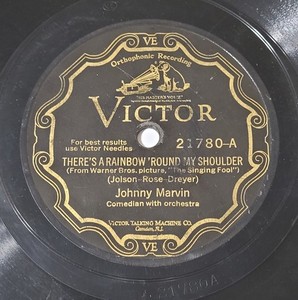 VE
Orthophonic Recording
"HIS MASTER'S VOICE"
VICTOR
For best results
use Victor Needles
21780-A
THERE'S A RAINBOW 'ROUND MY SHOULDER
(From Warner Bros. picture, "The Singing Fool")
(Jolson-Rose-Dreyer)
Johnny Marvin
Comedian with orchestra
VICTOR TALKING MACHINE CO.
Camden, N.J.
VE